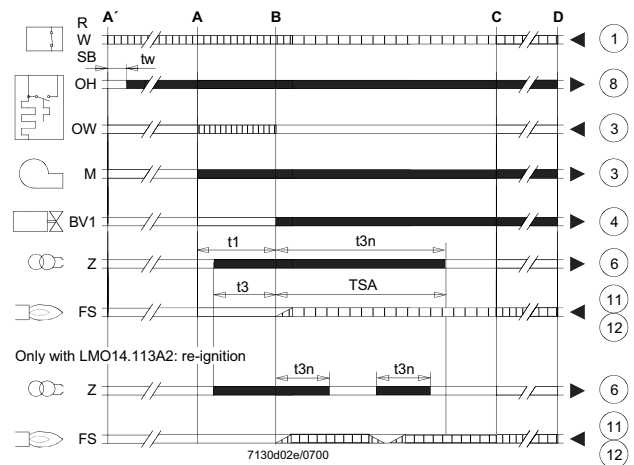 A´ A B C D
R
W 1
SB tw
OH 8
OW 3
M 3
BV1 4
t1 t3n
Z 6
t3 TSA
FS 11
12
Only with LMO14.113A2: re-ignition
t3n t3n
Z 6
FS 11
12
7130d02e/0700